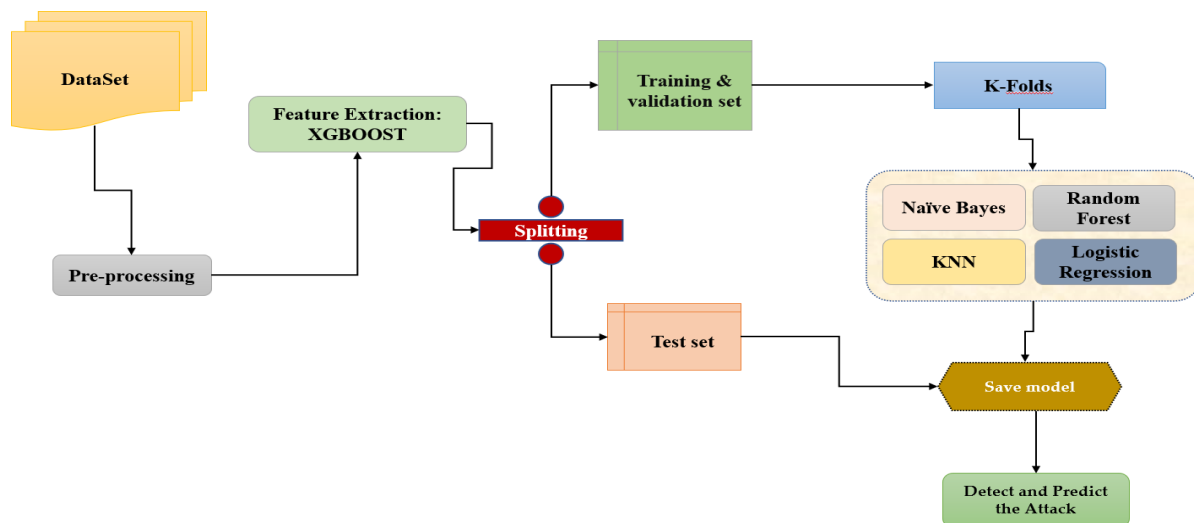 DataSet
Pre-processing
Feature Extraction:
XGBOOST
Splitting
Training &
validation set
Test set
K-Folds
Naïve Bayes
Random
Forest
KNN
Logistic
Regression
Save model
Detect and Predict
the Attack